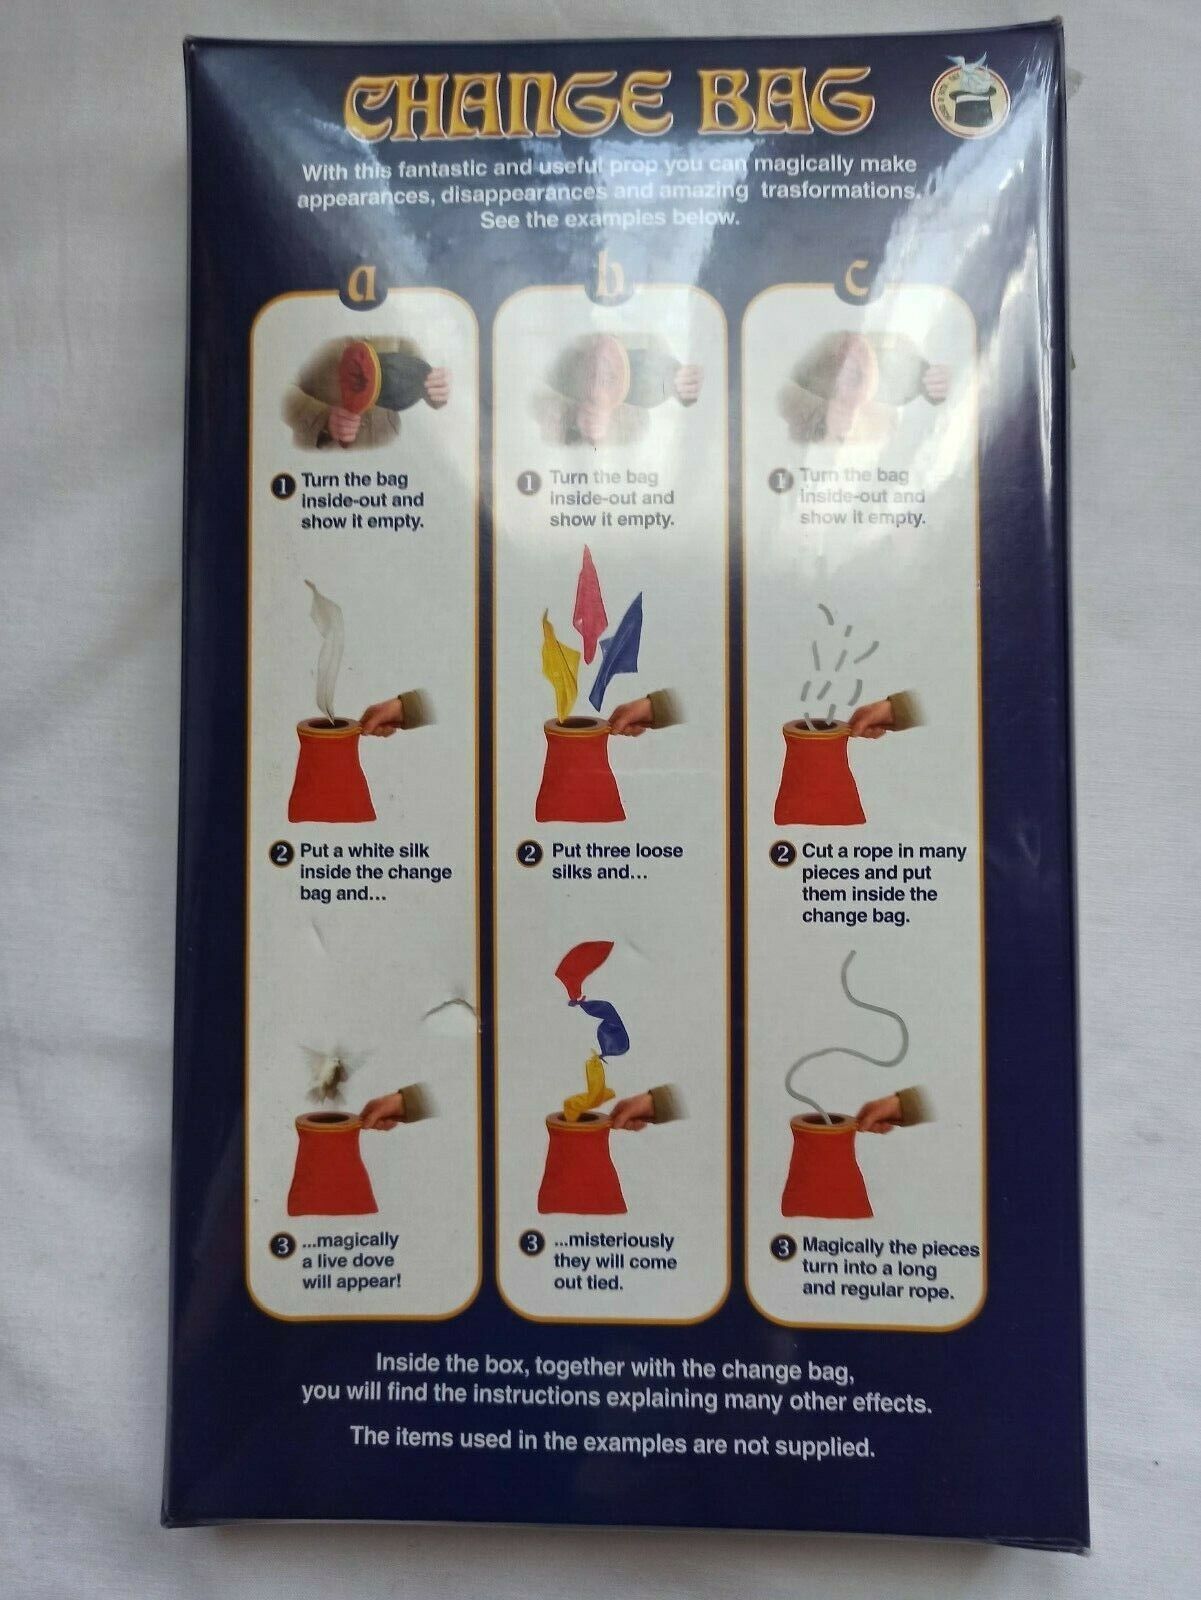 CHANGE BAG
With this fantastic and useful prop you can magically make
appearances, disappearances and amazing trasformations.
See the examples below.
a
1 Turn the bag
inside-out and
show it empty.
2 Put a white silk
inside the change
bag and...
3 ...magically
a live dove
will appear!
b
1 Turn the bag
inside-out and
show it empty.
2 Put three loose
silks and...
3 ...misteriously
they will come
out tied.
c
1 Turn the bag
inside-out and
show it empty.
2 Cut a rope in many
pieces and put
them inside the
change bag.
3 Magically the pieces
turn into a long
and regular rope.
Inside the box, together with the change bag,
you will find the instructions explaining many other effects.
The items used in the examples are not supplied.